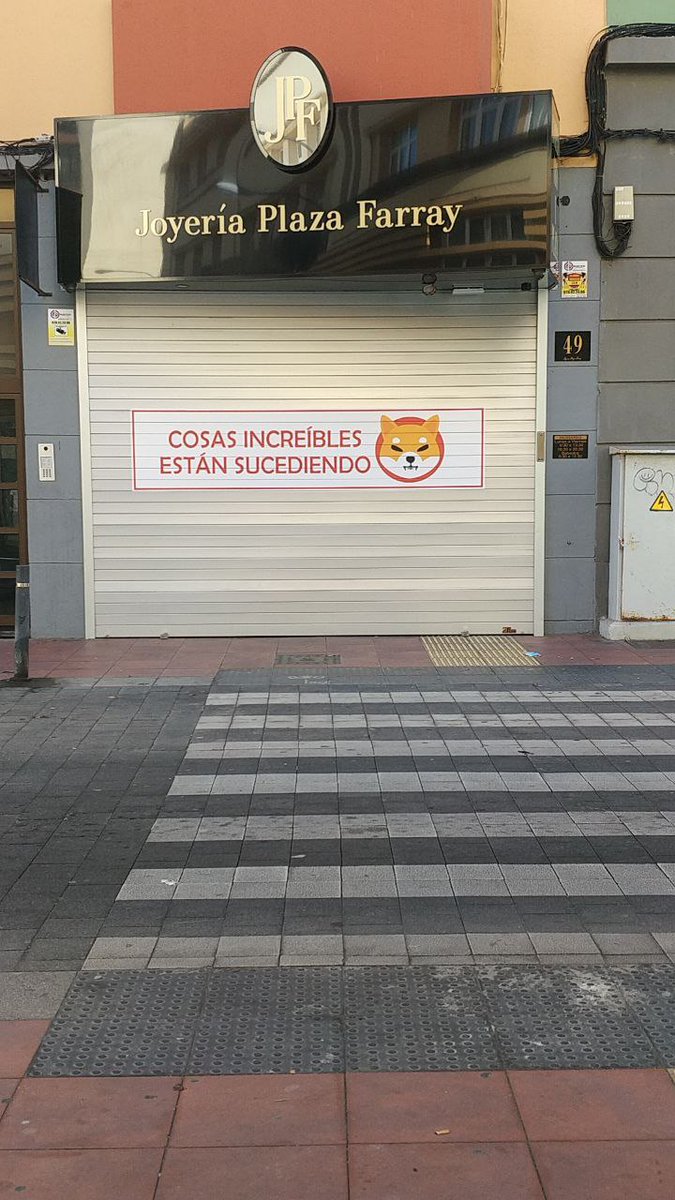 JPF
Joyería Plaza Farray
49
COSAS INCREÍBLES
ESTÁN SUCEDIENDO